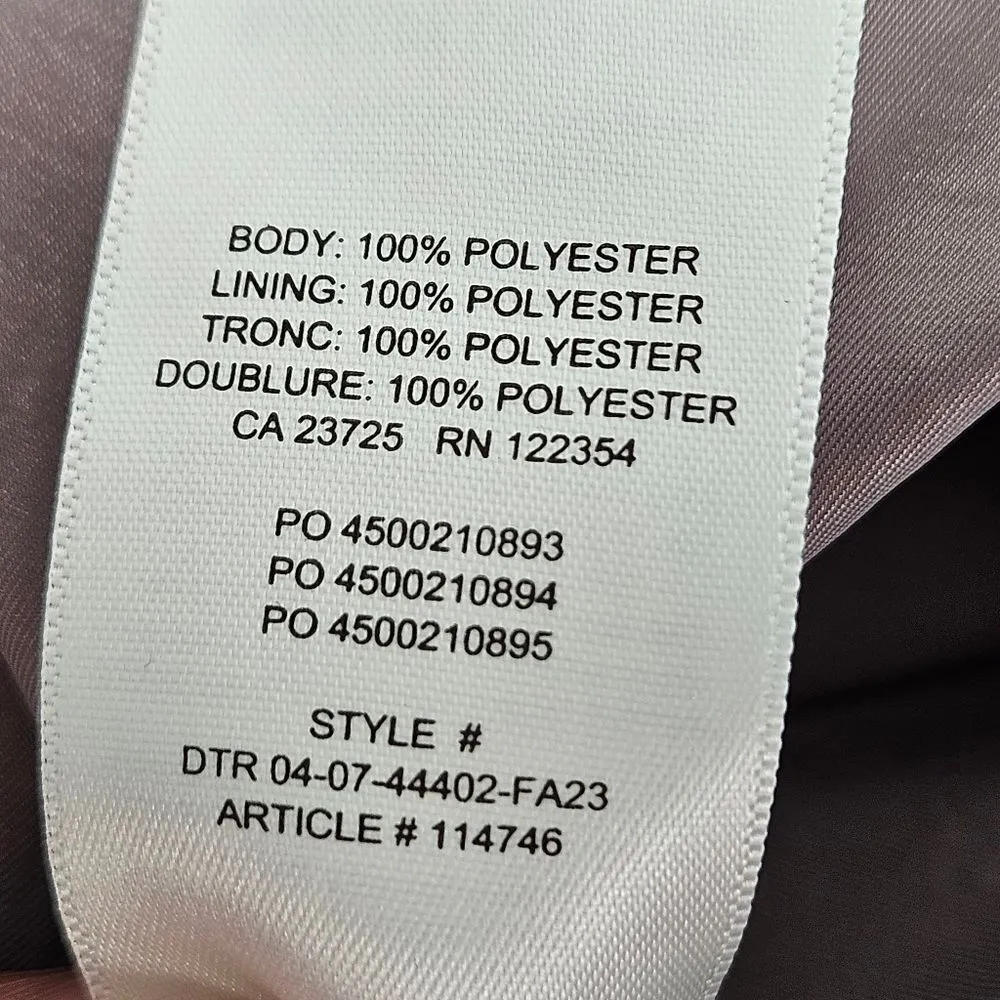 BODY: 100% POLYESTER
LINING: 100% POLYESTER
TRONC: 100% POLYESTER
DOUBLURE: 100% POLYESTER
CA 23725 RN 122354
PO 4500210893
PO 4500210894
PO 4500210895
STYLE #
DTR 04-07-44402-FA23
ARTICLE # 114746